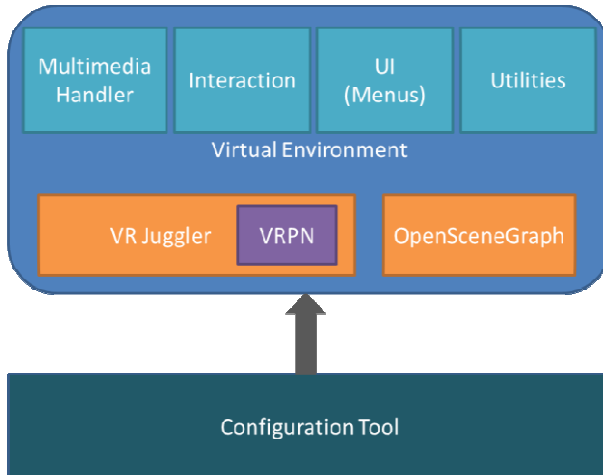 Multimedia
Handler
Interaction
UI
(Menus)
Utilities
Virtual Environment
VR Juggler
VRPN
OpenSceneGraph
Configuration Tool